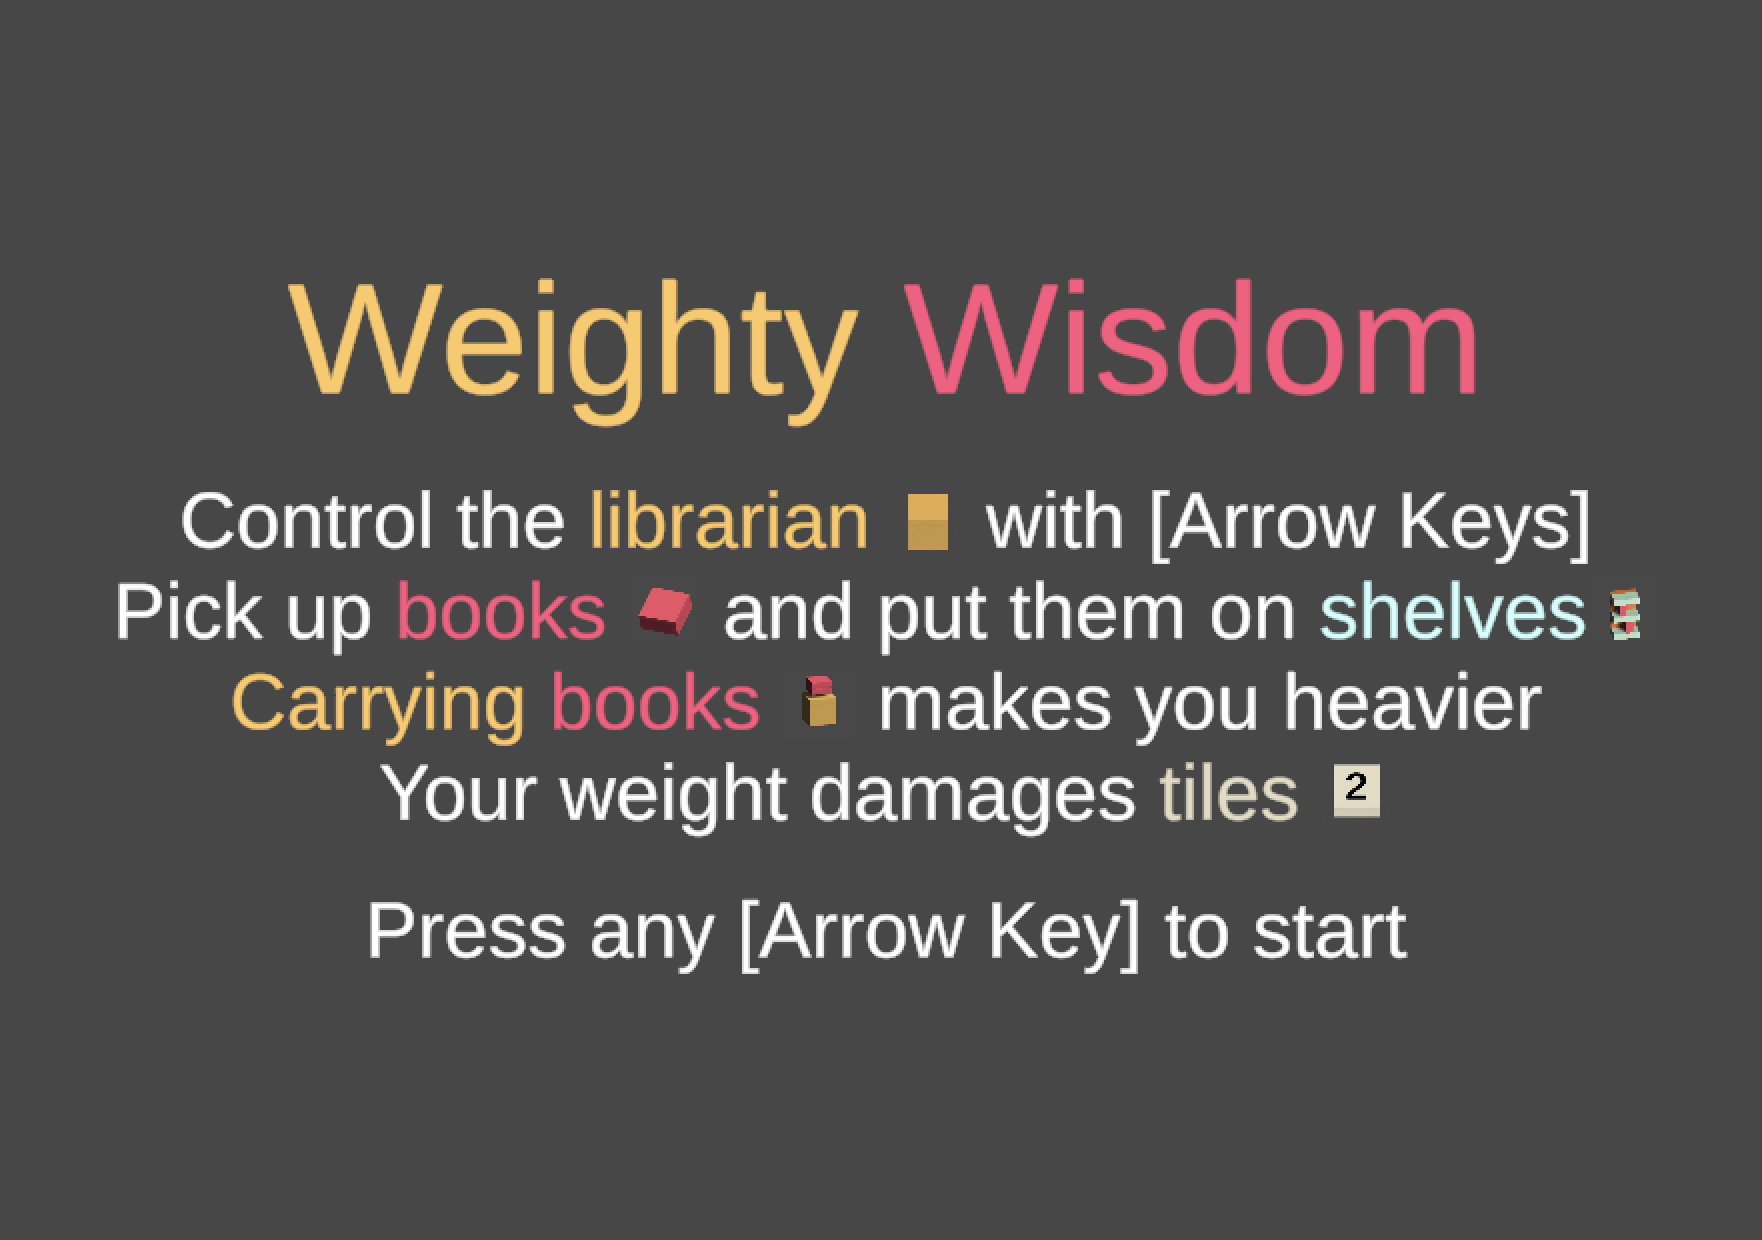 Weighty Wisdom
Control the librarian with [Arrow Keys]
Pick up books and put them on shelves
Carrying books makes you heavier
Your weight damages tiles 2
Press any [Arrow Key] to start